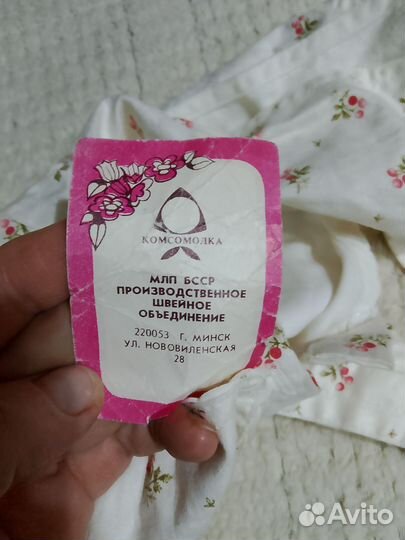 КОМСОМОЛКА
МЛП БССР
ПРОИЗВОДСТВЕННОЕ
ШВЕЙНОЕ
ОБЪЕДИНЕНИЕ
220053 Г. МИНСК
УЛ. НОВОВИЛЕНСКАЯ
28
Avito